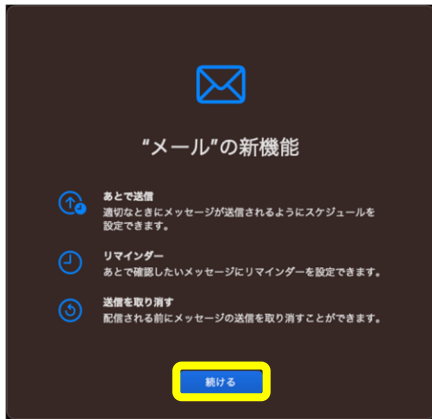 “メール”の新機能
あとで送信
適切なときにメッセージが送信されるようにスケジュールを
設定できます。
リマインダー
あとで確認したいメッセージにリマインダーを設定できます。
送信を取り消す
配信される前にメッセージの送信を取り消すことができます。
続ける